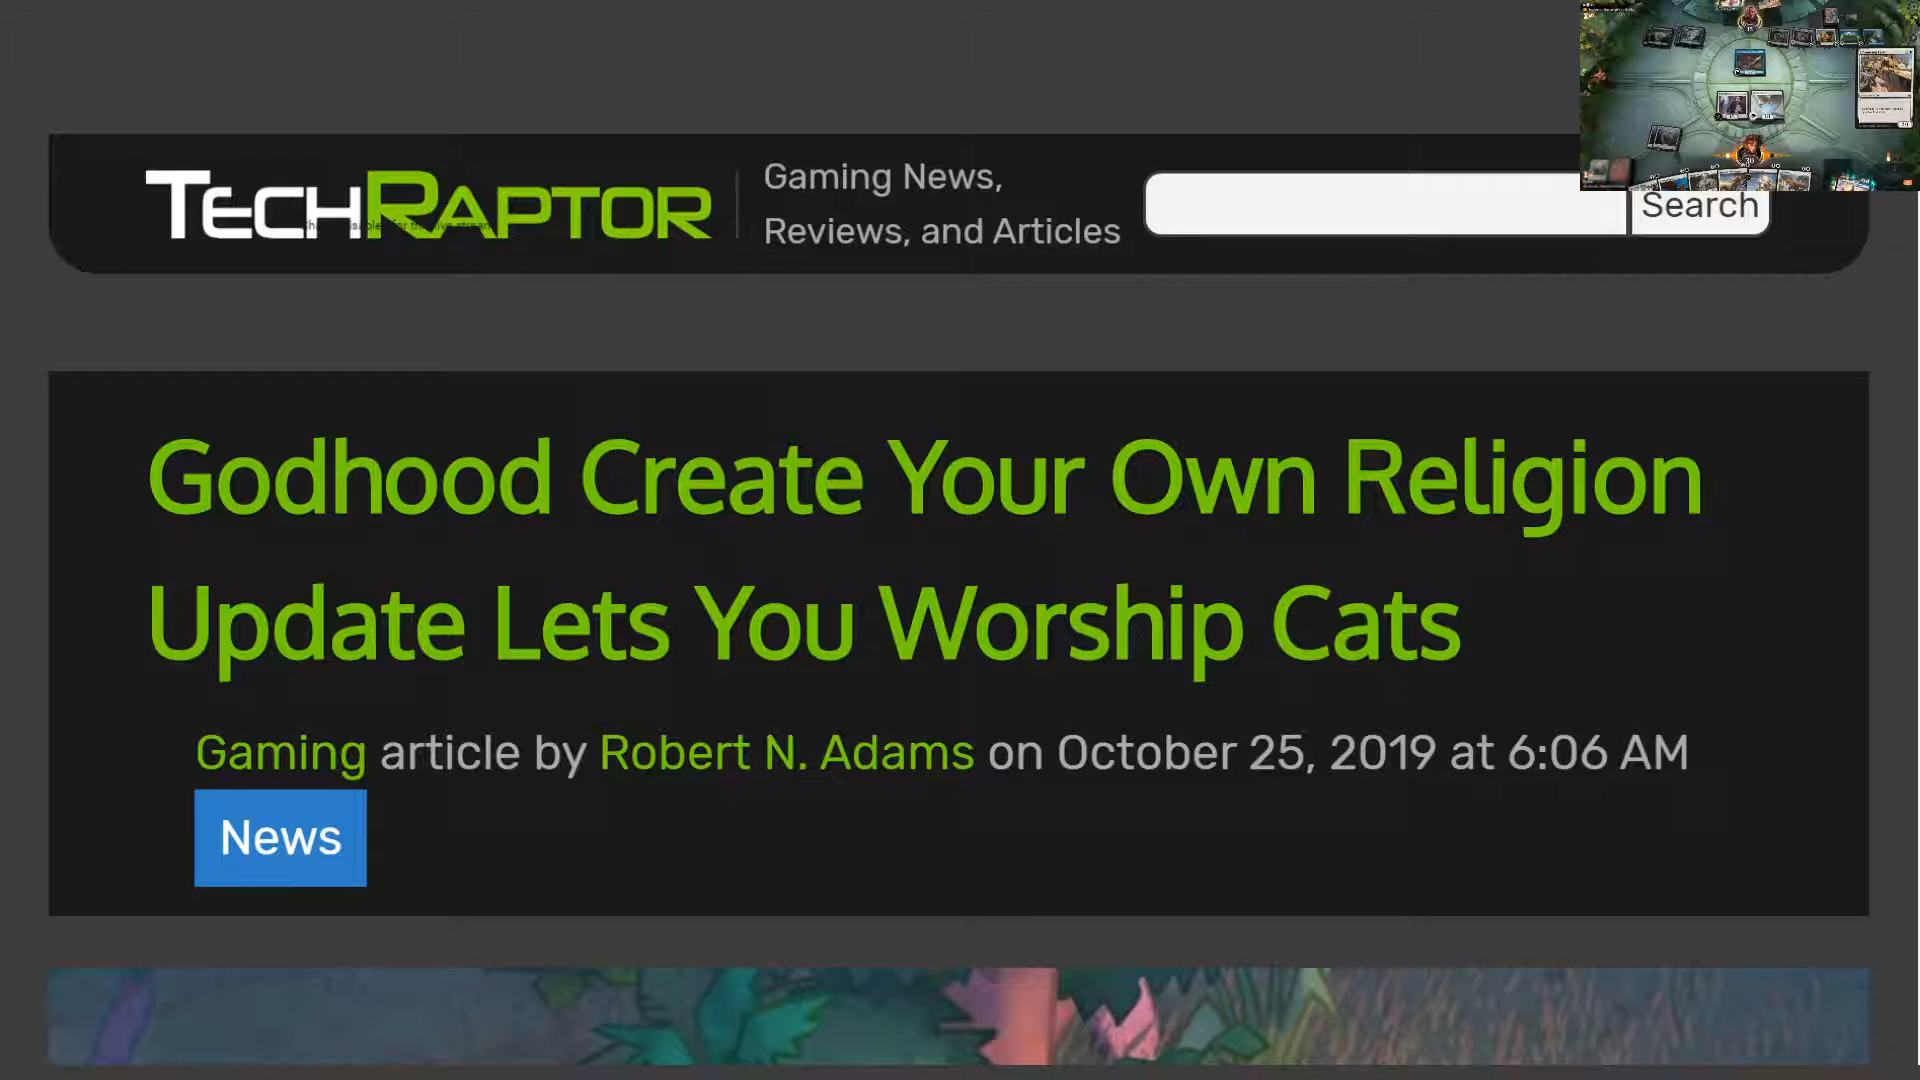 TECHRAPTOR
Gaming News,
Reviews, and Articles
Search
Godhood Create Your Own Religion
Update Lets You Worship Cats
Gaming article by Robert N. Adams on October 25, 2019 at 6:06 AM
News